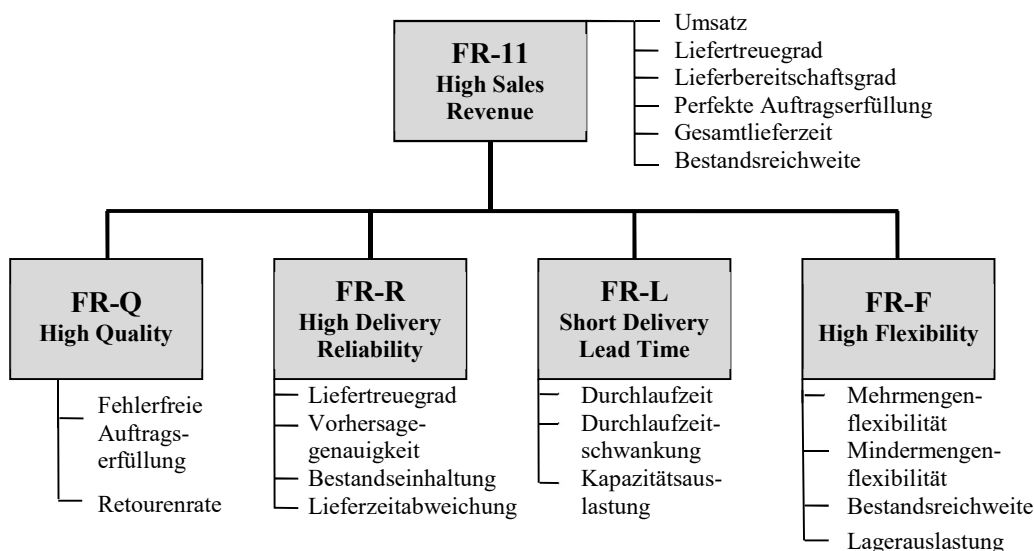 FR-11
High Sales
Revenue
Umsatz
Liefertreuegrad
Lieferbereitschaftsgrad
Perfekte Auftragserfüllung
Gesamtlieferzeit
Bestandsreichweite
FR-Q
High Quality
Fehlerfreie
Auftrags-
erfüllung
Retourenrate
FR-R
High Delivery
Reliability
Liefertreuegrad
Vorhersage-
genauigkeit
Bestandseinhaltung
Lieferzeitabweichung
FR-L
Short Delivery
Lead Time
Durchlaufzeit
Durchlaufzeit-
schwankung
Kapazitätsaus-
lastung
FR-F
High Flexibility
Mehrmengen-
flexibilität
Mindermengen-
flexibilität
Bestandsreichweite
Lagerauslastung